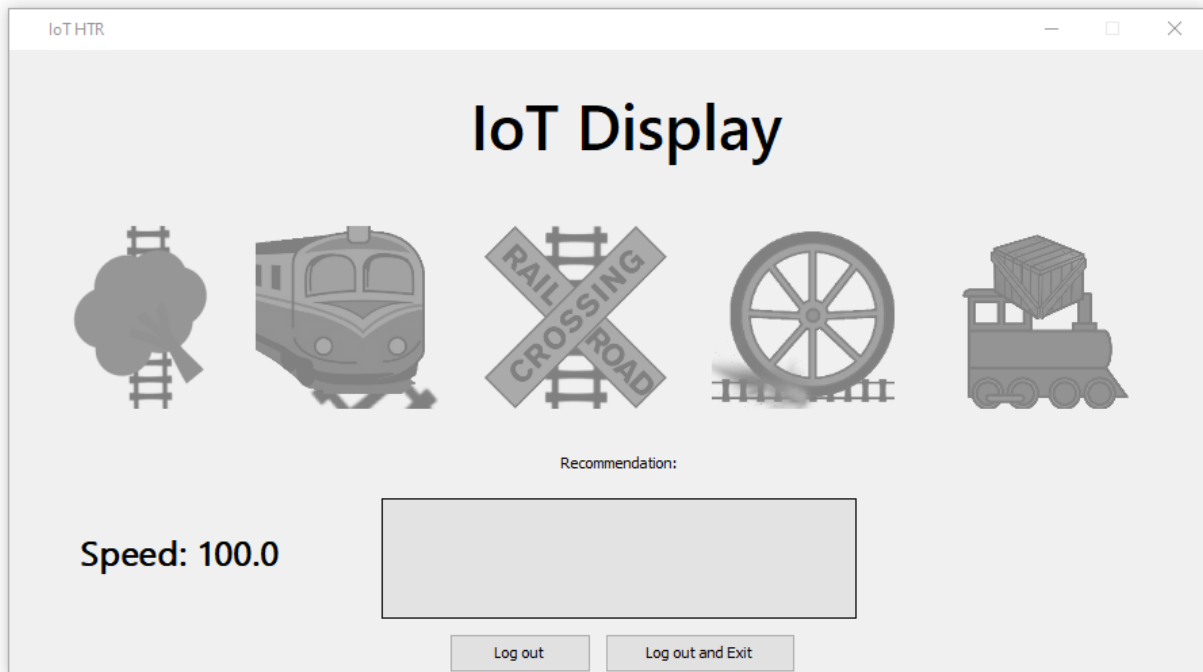 IoT HTR
IoT Display
RAIL ROAD
CROSSING
Recommendation:
Speed: 100.0
Log out
Log out and Exit